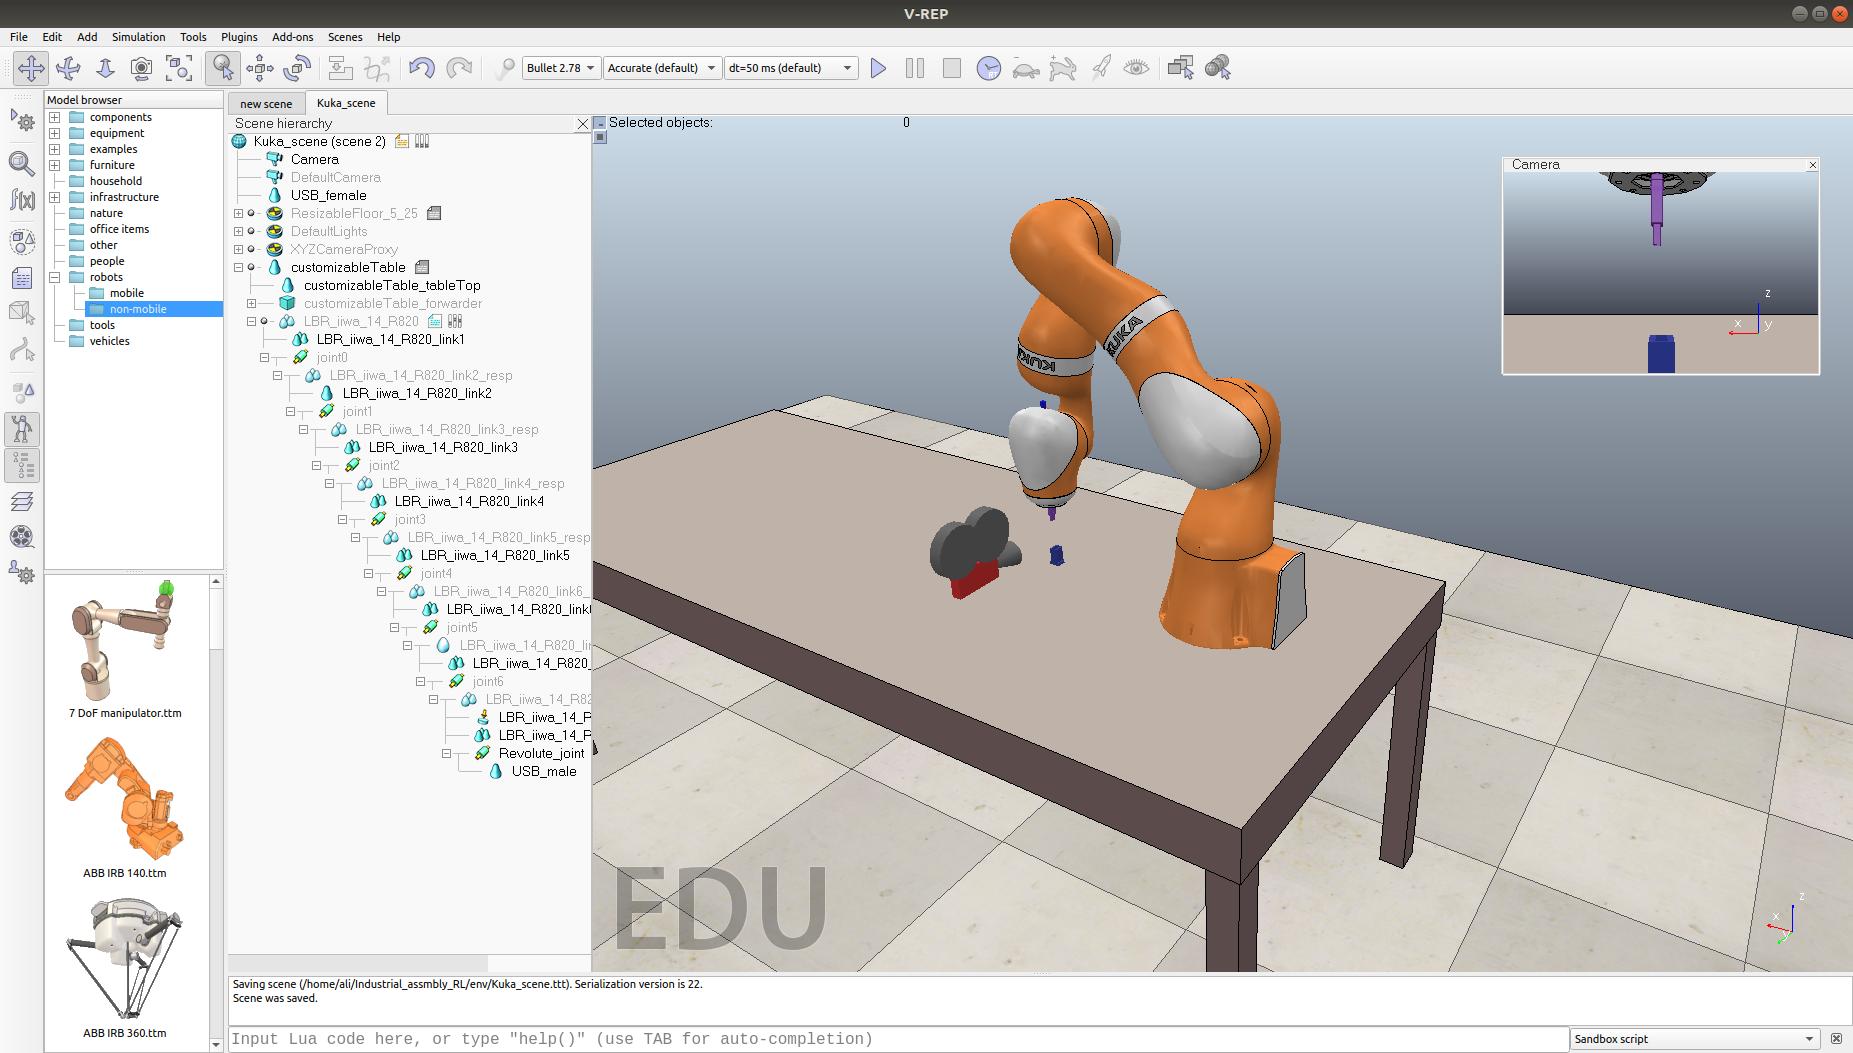 V-REP
File Edit Add Simulation Tools Plugins Add-ons Scenes Help
Bullet 2.78 Accurate (default) dt=50 ms (default)
Model browser
components
equipment
examples
furniture
household
infrastructure
nature
office items
other
people
robots
mobile
non-mobile
tools
vehicles
7 DoF manipulator.ttm
ABB IRB 140.ttm
ABB IRB 360.ttm
new scene Kuka_scene
Scene hierarchy
Kuka_scene (scene 2)
Camera
DefaultCamera
USB_female
ResizableFloor_5_25
DefaultLights
XYZCameraProxy
customizableTable
customizableTable_tableTop
customizableTable_forwarder
LBR_iiwa_14_R820
LBR_iiwa_14_R820_link1
joint0
LBR_iiwa_14_R820_link2_resp
LBR_iiwa_14_R820_link2
joint1
LBR_iiwa_14_R820_link3_resp
LBR_iiwa_14_R820_link3
joint2
LBR_iiwa_14_R820_link4_resp
LBR_iiwa_14_R820_link4
joint3
LBR_iiwa_14_R820_link5_resp
LBR_iiwa_14_R820_link5
joint4
LBR_iiwa_14_R820_link6_
LBR_iiwa_14_R820_link
joint5
LBR_iiwa_14_R820_lin
LBR_iiwa_14_R820_
joint6
LBR_iiwa_14_R82
LBR_iiwa_14_R
LBR_iiwa_14_R
Revolute_joint
USB_male
Selected objects: 0
Camera
z
x y
KUKA
KUKA
EDU
z
x
y
Saving scene (/home/ali/Industrial_assmbly_RL/env/Kuka_scene.ttt). Serialization version is 22.
Scene was saved.
Input Lua code here, or type "help()" (use TAB for auto-completion)
Sandbox script